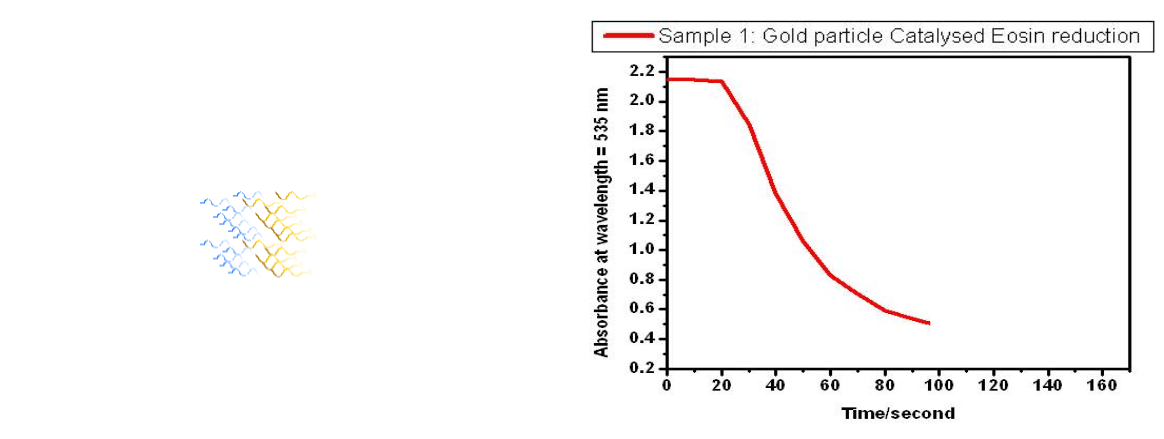 Sample 1: Gold particle Catalysed Eosin reduction
Absorbance at wavelength = 535 nm
2.2
2.0
1.8
1.6
1.4
1.2
1.0
0.8
0.6
0.4
0.2
0 20 40 60 80 100 120 140 160
Time/second